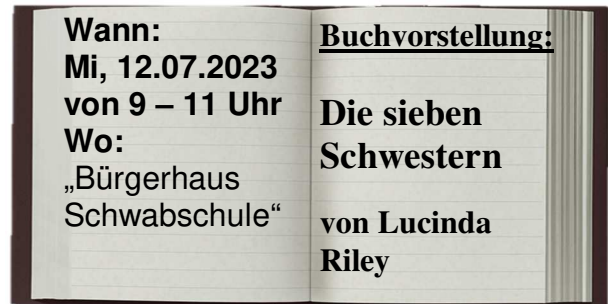 Wann:
Mi, 12.07.2023
von 9 – 11 Uhr
Wo:
„Bürgerhaus
Schwabschule“
Buchvorstellung:
Die sieben
Schwestern
von Lucinda
Riley